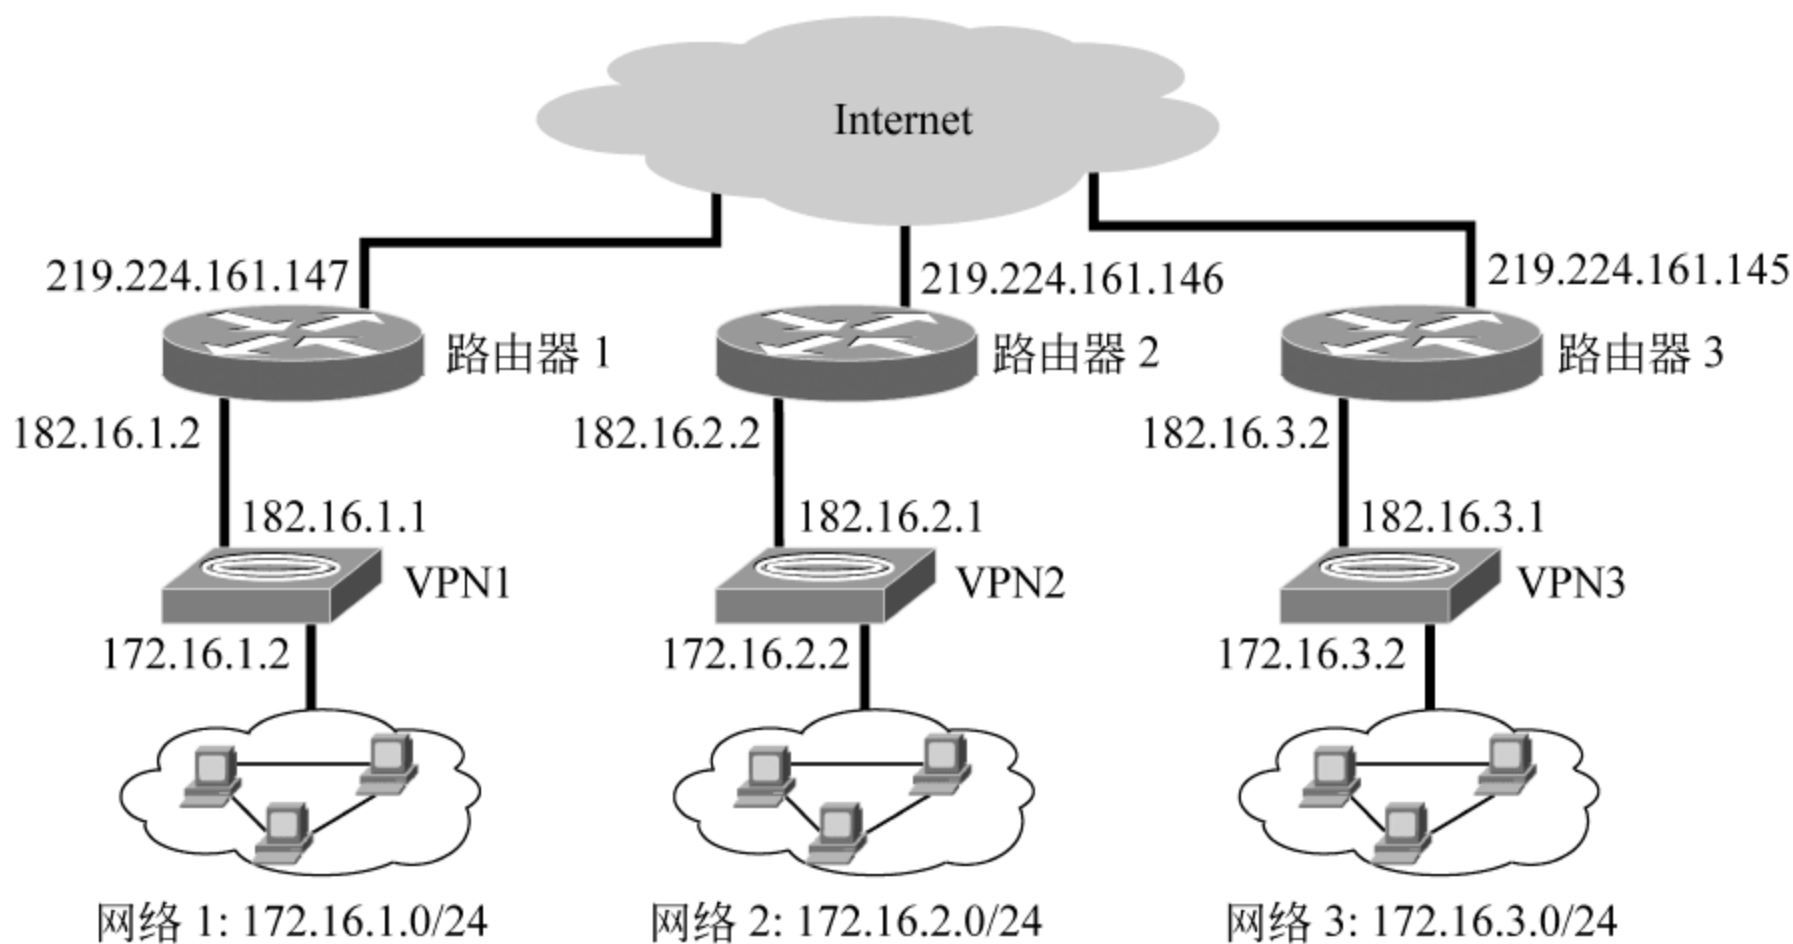 Internet
219.224.161.147
219.224.161.146
219.224.161.145
路由器 1
路由器 2
路由器 3
182.16.1.2
182.16.2.2
182.16.3.2
182.16.1.1
182.16.2.1
182.16.3.1
VPN1
VPN2
VPN3
172.16.1.2
172.16.2.2
172.16.3.2
网络 1: 172.16.1.0/24
网络 2: 172.16.2.0/24
网络 3: 172.16.3.0/24